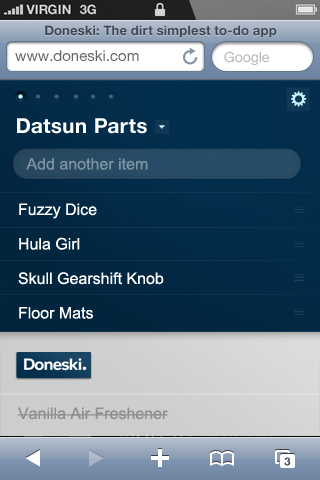 VIRGIN 3G
Doneski: The dirt simplest to-do app
www.doneski.com
Google
Datsun Parts
Add another item
Fuzzy Dice
Hula Girl
Skull Gearshift Knob
Floor Mats
Doneski.
Vanilla Air Freshener
3